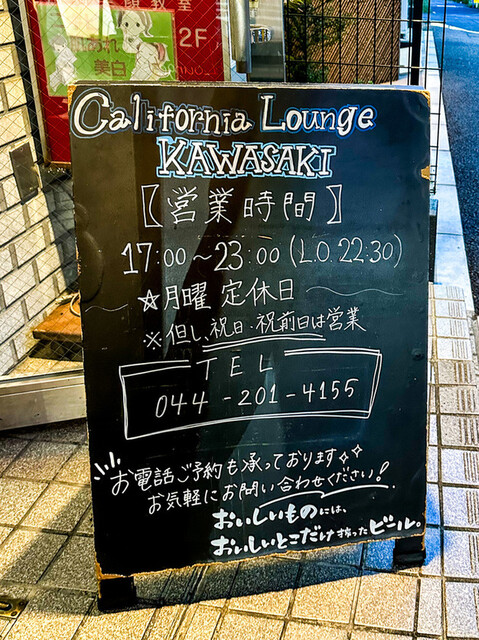 2F
美白
California Lounge
KAWASAKI
【営業時間】
17:00〜23:00(L.O.22:30)
☆月曜 定休日
※但し、祝日・祝前日は営業
TEL
044-201-4155
お電話ご予約も承っております✧✧
お気軽にお問い合わせください!
おいしいものには、
おいしいとこだけ搾ったビール。